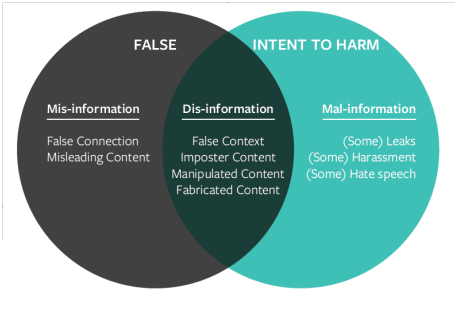 FALSE
INTENT TO HARM
Mis-information
False Connection
Misleading Content
Dis-information
False Context
Imposter Content
Manipulated Content
Fabricated Content
Mal-information
(Some) Leaks
(Some) Harassment
(Some) Hate speech